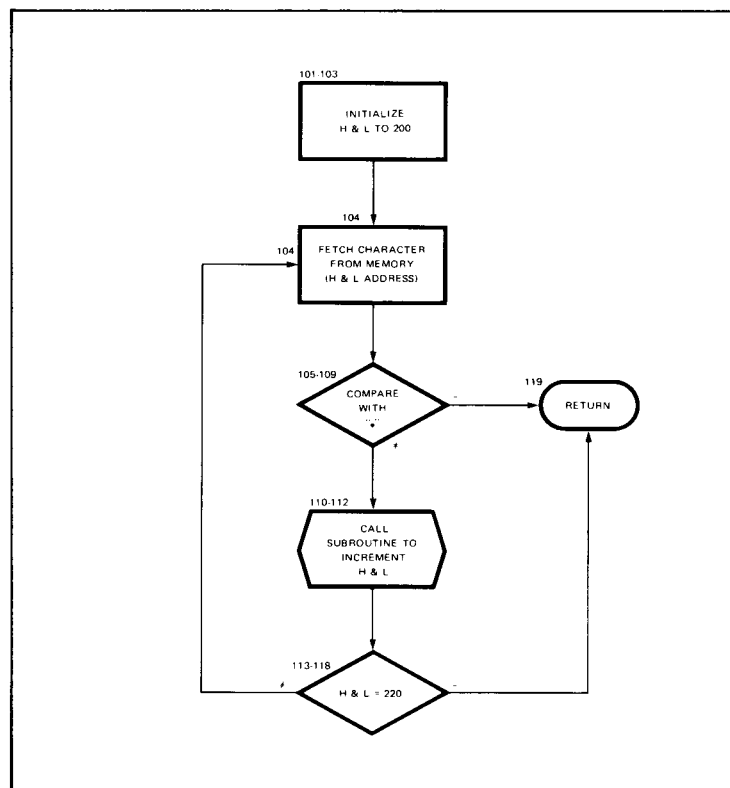 101-103
INITIALIZE
H & L TO 200
104
104
FETCH CHARACTER
FROM MEMORY
(H & L ADDRESS)
105-109
COMPARE
WITH
119
RETURN
≠
110-112
CALL
SUBROUTINE TO
INCREMENT
H & L
113-118
≠
H & L = 220